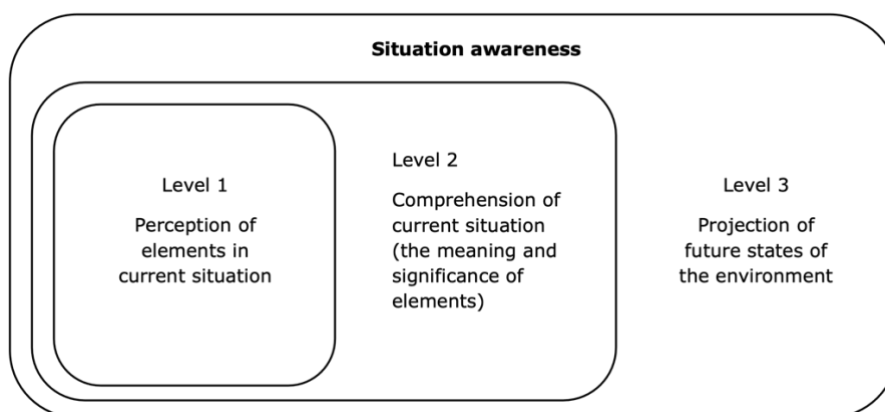 Situation awareness
Level 1
Perception of
elements in
current situation
Level 2
Comprehension of
current situation
(the meaning and
significance of
elements)
Level 3
Projection of
future states of
the environment